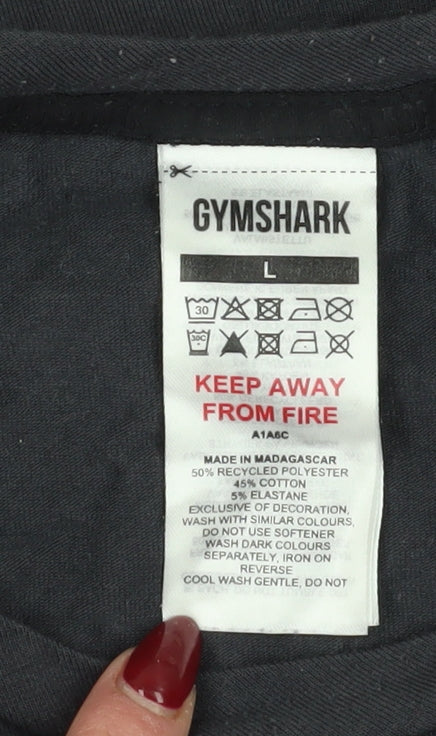 GYMSHARK
L
30
30C
KEEP AWAY
FROM FIRE
A1A6C
MADE IN MADAGASCAR
50% RECYCLED POLYESTER
45% COTTON
5% ELASTANE
EXCLUSIVE OF DECORATION,
WASH WITH SIMILAR COLOURS,
DO NOT USE SOFTENER
WASH DARK COLOURS
SEPARATELY, IRON ON
REVERSE
COOL WASH GENTLE, DO NOT